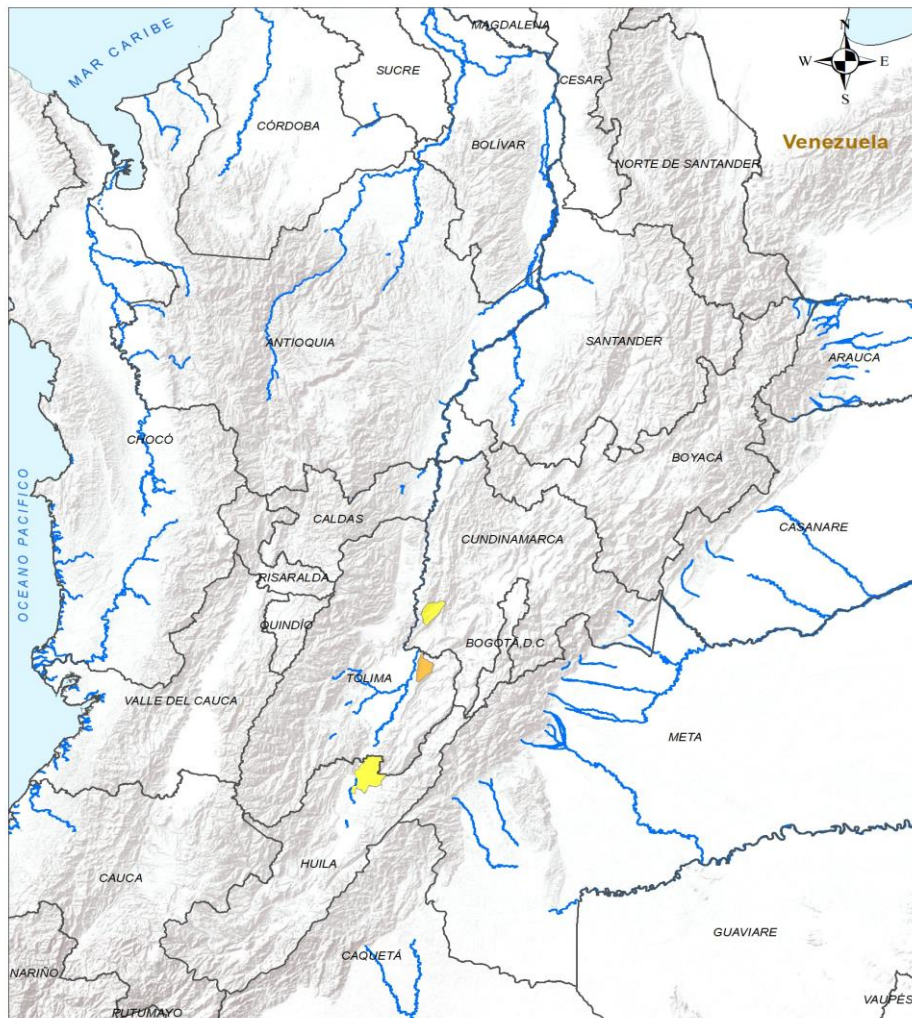 MAGDALENA
MAR CARIBE
N
W E
S
SUCRE
CESAR
CÓRDOBA
BOLÍVAR
Venezuela
NORTE DE SANTANDER
ANTIOQUIA
SANTANDER
ARAUCA
CHOCÓ
BOYACÁ
OCEANO PACIFICO
CALDAS
CASANARE
CUNDINAMARCA
RISARALDA
QUINDÍO
BOGOTÁ, D.C
TOLIMA
VALLE DEL CAUCA
META
HUILA
CAUCA
GUAVIARE
CAQUETÁ
NARIÑO
VAUPÉS
PUTUMAYO